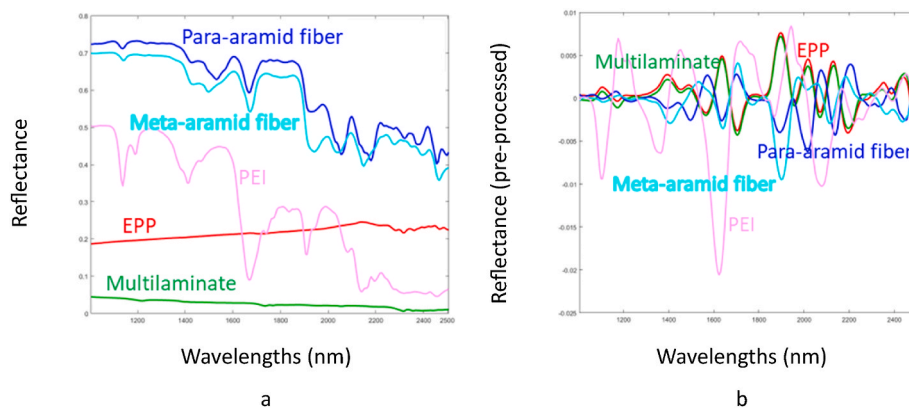 Reflectance
0.8
0.7
0.6
0.5
0.4
0.3
0.2
0.1
0
Para-aramid fiber
Meta-aramid fiber
PEI
EPP
Multilaminate
1200 1400 1600 1800 2000 2200 2400 2500
Wavelengths (nm)
a
Reflectance (pre-processed)
0.01
0.005
0
-0.005
-0.01
-0.015
-0.02
-0.025
Multilaminate
EPP
Para-aramid fiber
Meta-aramid fiber
PEI
1200 1400 1600 1800 2000 2200 2400
Wavelengths (nm)
b